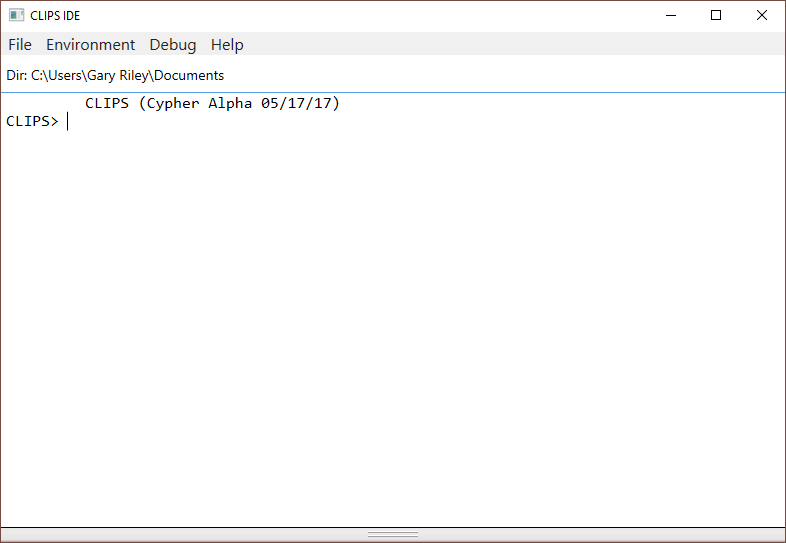 CLIPS IDE
File Environment Debug Help
Dir: C:\Users\Gary Riley\Documents
CLIPS (Cypher Alpha 05/17/17)
CLIPS>